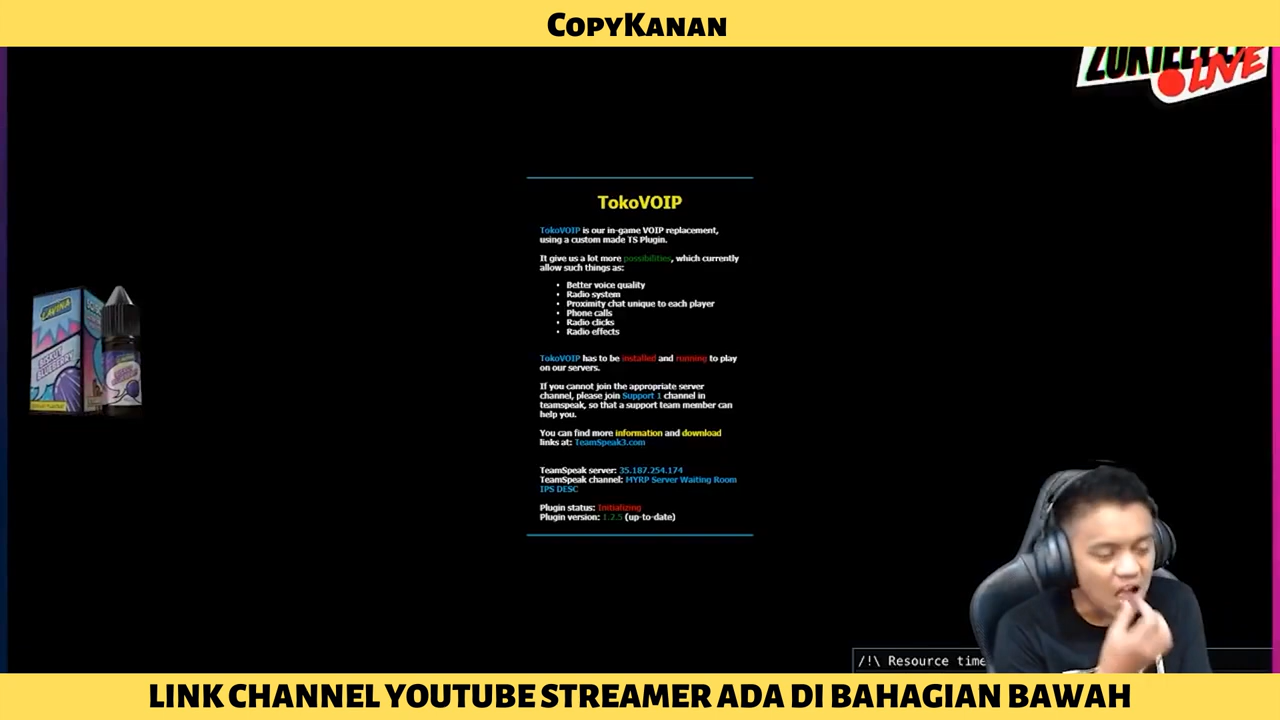 COPYKANAN
LIVE
TokoVOIP
TokoVOIP is our in-game VOIP replacement,
using a custom made TS Plugin.
It give us a lot more possibilities, which currently
allow such things as:
• Better voice quality
• Radio system
• Proximity chat unique to each player
• Phone calls
• Radio clicks
• Radio effects
TokoVOIP has to be installed and running to play
on our servers.
If you cannot join the appropriate server
channel, please join Support 1 channel in
teamspeak, so that a support team member can
help you.
You can find more information and download
links at: TeamSpeak3.com
TeamSpeak server: 35.187.254.174
TeamSpeak channel: MYRP Server Waiting Room
IPS DESC
Plugin status: Initializing
Plugin version: 1.2.5 (up-to-date)
/!\ Resource time
LINK CHANNEL YOUTUBE STREAMER ADA DI BAHAGIAN BAWAH